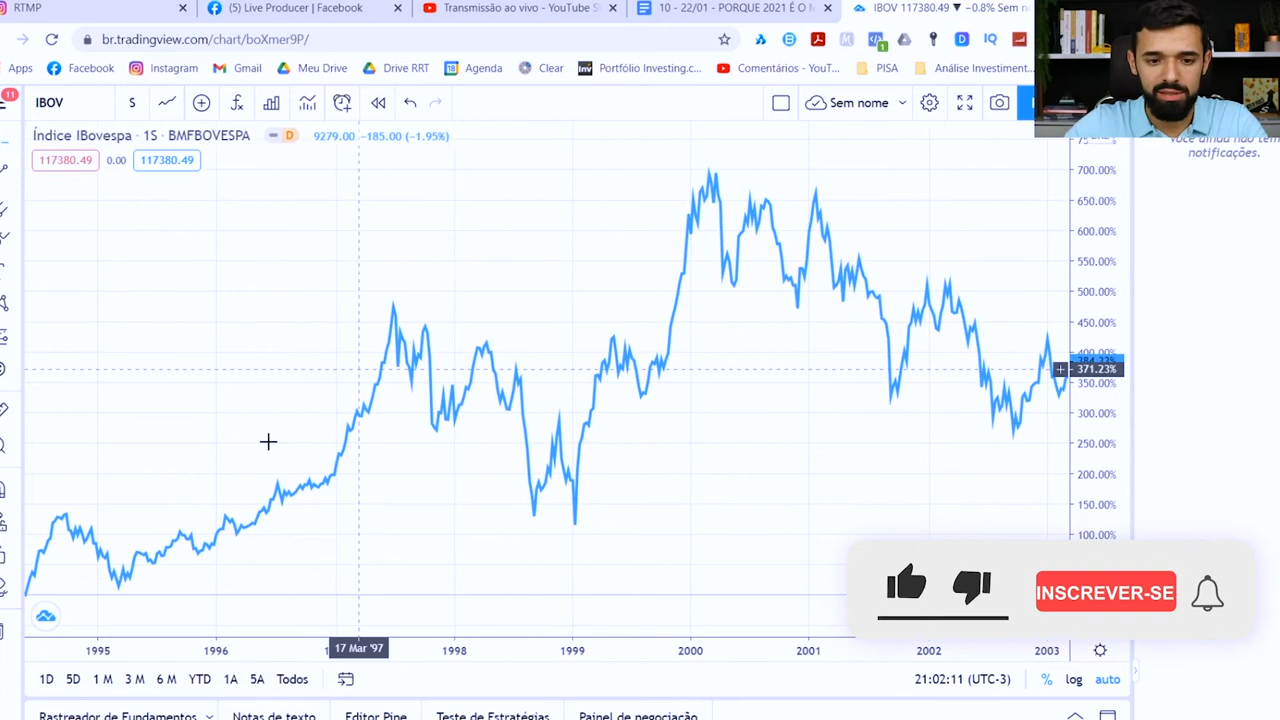 RTMP
(5) Live Producer | Facebook
Transmissão ao vivo - YouTube S
10 - 22/01 - PORQUE 2021 É O M
IBOV 117380.49 ▼ −0.8% Sem n
br.tradingview.com/chart/boXmer9P/
Apps
Facebook
Instagram
Gmail
Meu Drive
Drive RRT
Agenda
Clear
Portfólio Investing.c...
Comentários - YouT...
PISA
Análise Investiment...
11
IBOV
S
Sem nome
Índice IBovespa · 1S · BMFBOVESPA
D
9279.00 −185.00 (−1.95%)
117380.49
0.00
117380.49
notificações.
700.00%
650.00%
600.00%
550.00%
500.00%
450.00%
400.00%
384.33%
371.23%
350.00%
300.00%
250.00%
200.00%
150.00%
100.00%
INSCREVER-SE
1995
1996
17 Mar '97
1998
1999
2000
2001
2002
2003
1D
5D
1 M
3 M
6 M
YTD
1A
5A
Todos
21:02:11 (UTC-3)
%
log
auto
Rastreador de Fundamentos
Notas de texto
Editor Pine
Teste de Estratégias
Painel de negociação